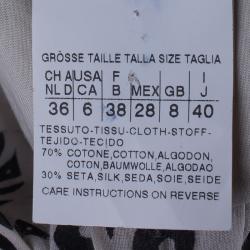 GRÖSSE TAILLE TALLA SIZE TAGLIA
CH A USA F I
NL D CA B MEX GB J
36 6 38 28 8 40
TESSUTO-TISSU-CLOTH-STOFF-
TEJIDO-TECIDO
70% COTONE,COTTON,ALGODON,
COTON,BAUMWOLLE,ALGODAO
30% SETA,SILK,SEDA,SOIE,SEIDE
CARE INSTRUCTIONS ON REVERSE